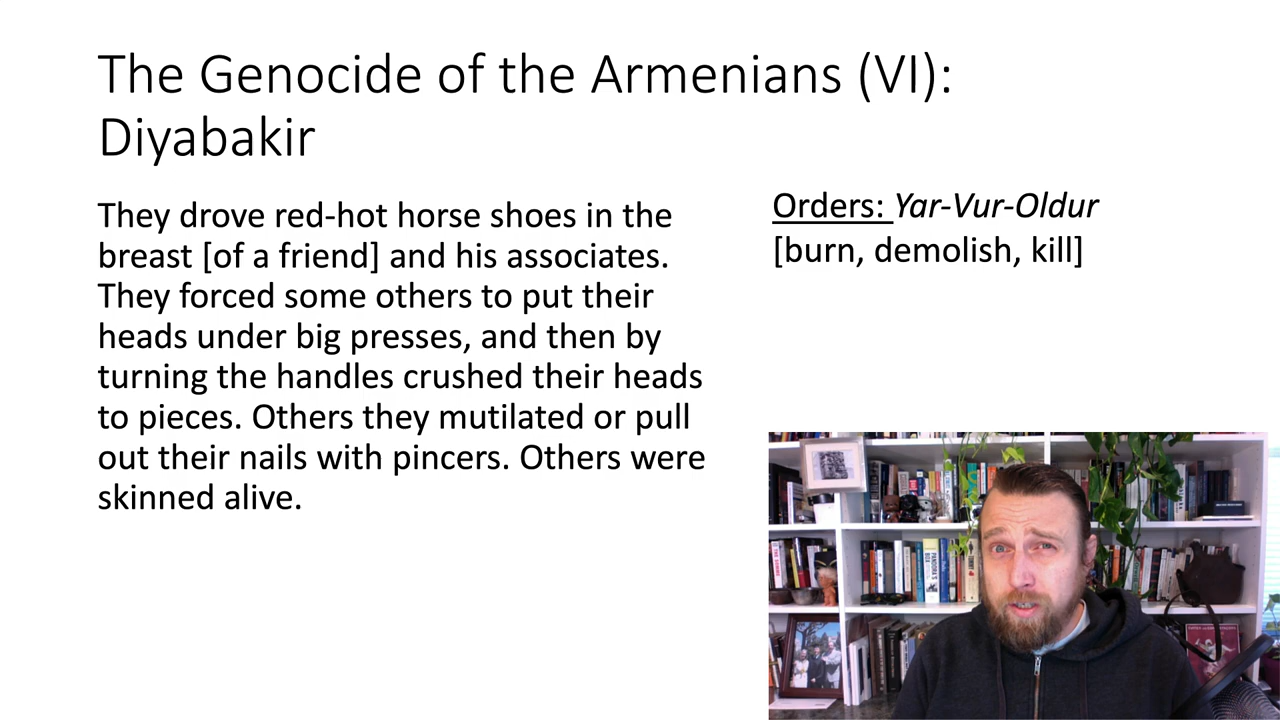 The Genocide of the Armenians (VI):
Diyabakir
They drove red-hot horse shoes in the
breast [of a friend] and his associates.
They forced some others to put their
heads under big presses, and then by
turning the handles crushed their heads
to pieces. Others they mutilated or pull
out their nails with pincers. Others were
skinned alive.
Orders: Yar-Vur-Oldur
[burn, demolish, kill]